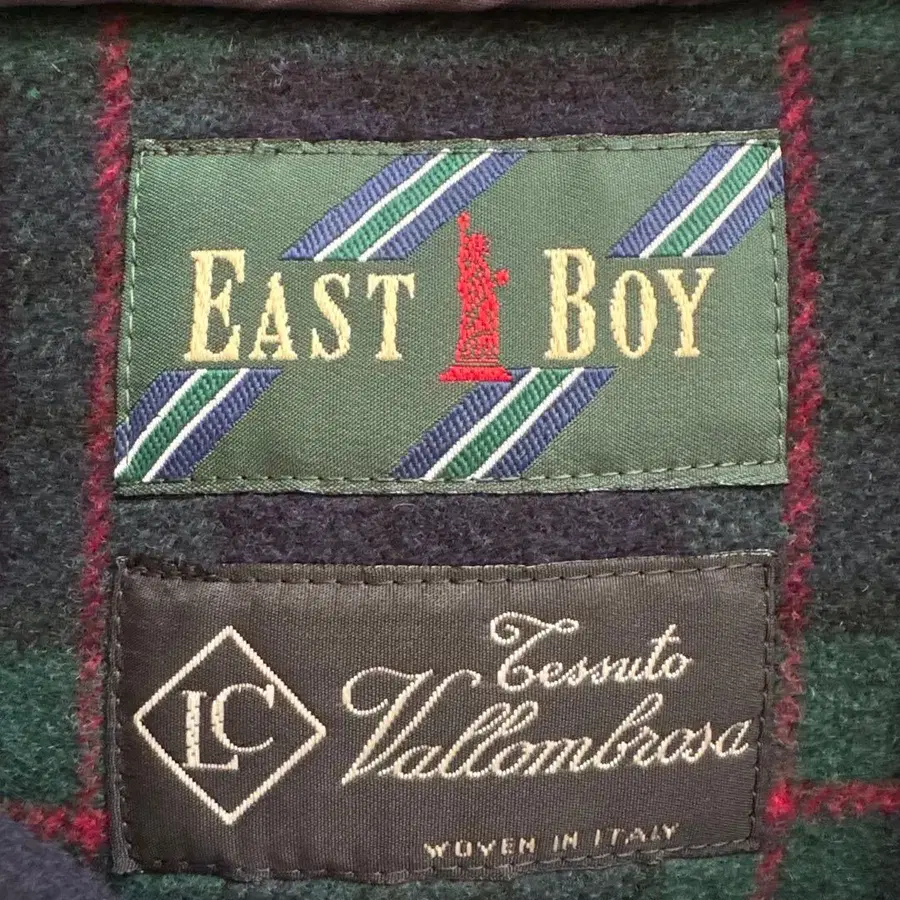 EAST BOY
LC
Tessuto
Vallombrosa
WOVEN IN ITALY